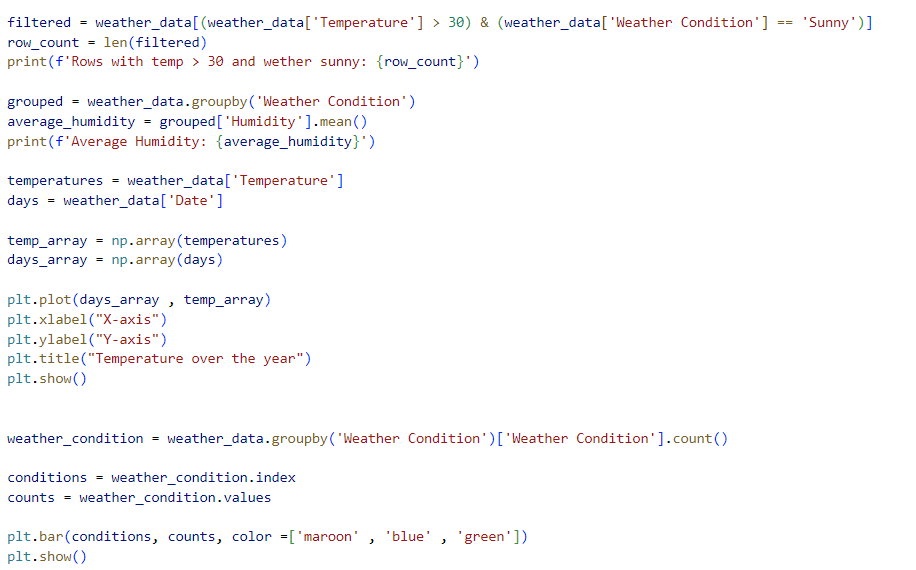 filtered = weather_data[(weather_data['Temperature'] > 30) & (weather_data['Weather Condition'] == 'Sunny')]
row_count = len(filtered)
print(f'Rows with temp > 30 and wether sunny: {row_count}')
grouped = weather_data.groupby('Weather Condition')
average_humidity = grouped['Humidity'].mean()
print(f'Average Humidity: {average_humidity}')
temperatures = weather_data['Temperature']
days = weather_data['Date']
temp_array = np.array(temperatures)
days_array = np.array(days)
plt.plot(days_array , temp_array)
plt.xlabel("X-axis")
plt.ylabel("Y-axis")
plt.title("Temperature over the year")
plt.show()
weather_condition = weather_data.groupby('Weather Condition')['Weather Condition'].count()
conditions = weather_condition.index
counts = weather_condition.values
plt.bar(conditions, counts, color =['maroon' , 'blue' , 'green'])
plt.show()